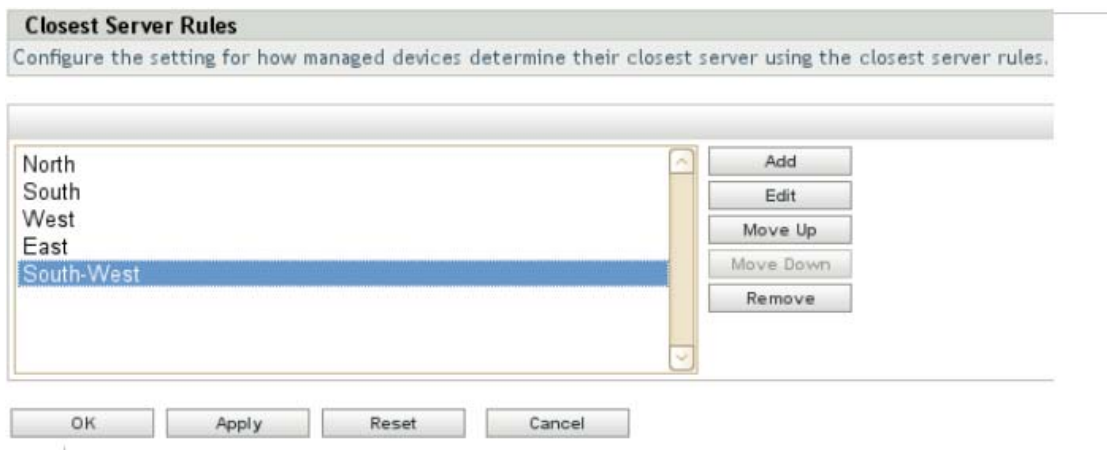 Closest Server Rules
Configure the setting for how managed devices determine their closest server using the closest server rules.
North
South
West
East
South-West
Add
Edit
Move Up
Move Down
Remove
OK
Apply
Reset
Cancel